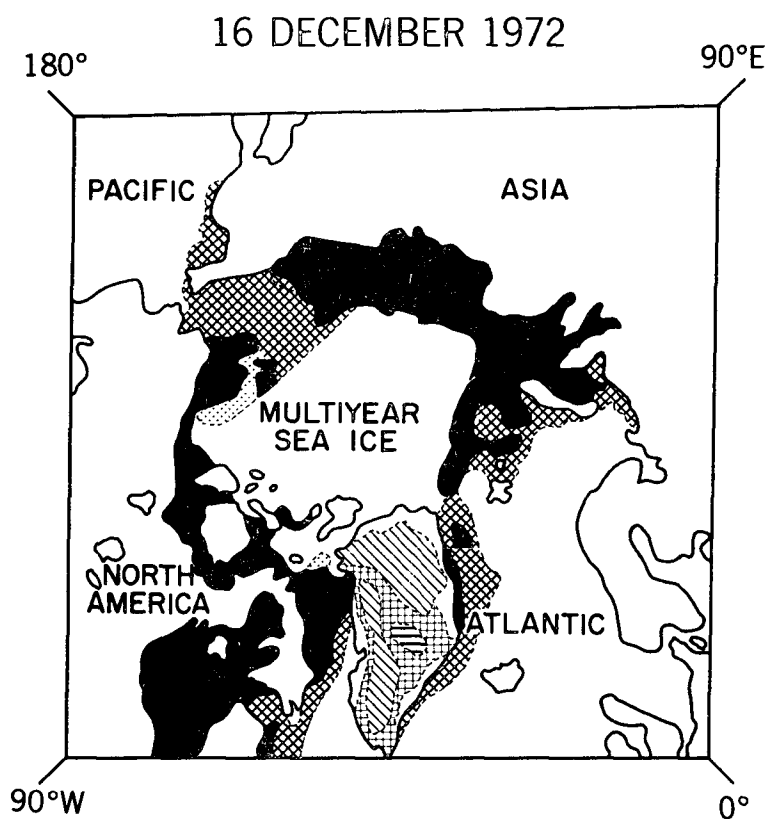 16 DECEMBER 1972
180°
90°E
PACIFIC
ASIA
MULTIYEAR
SEA ICE
NORTH
AMERICA
ATLANTIC
90°W
0°